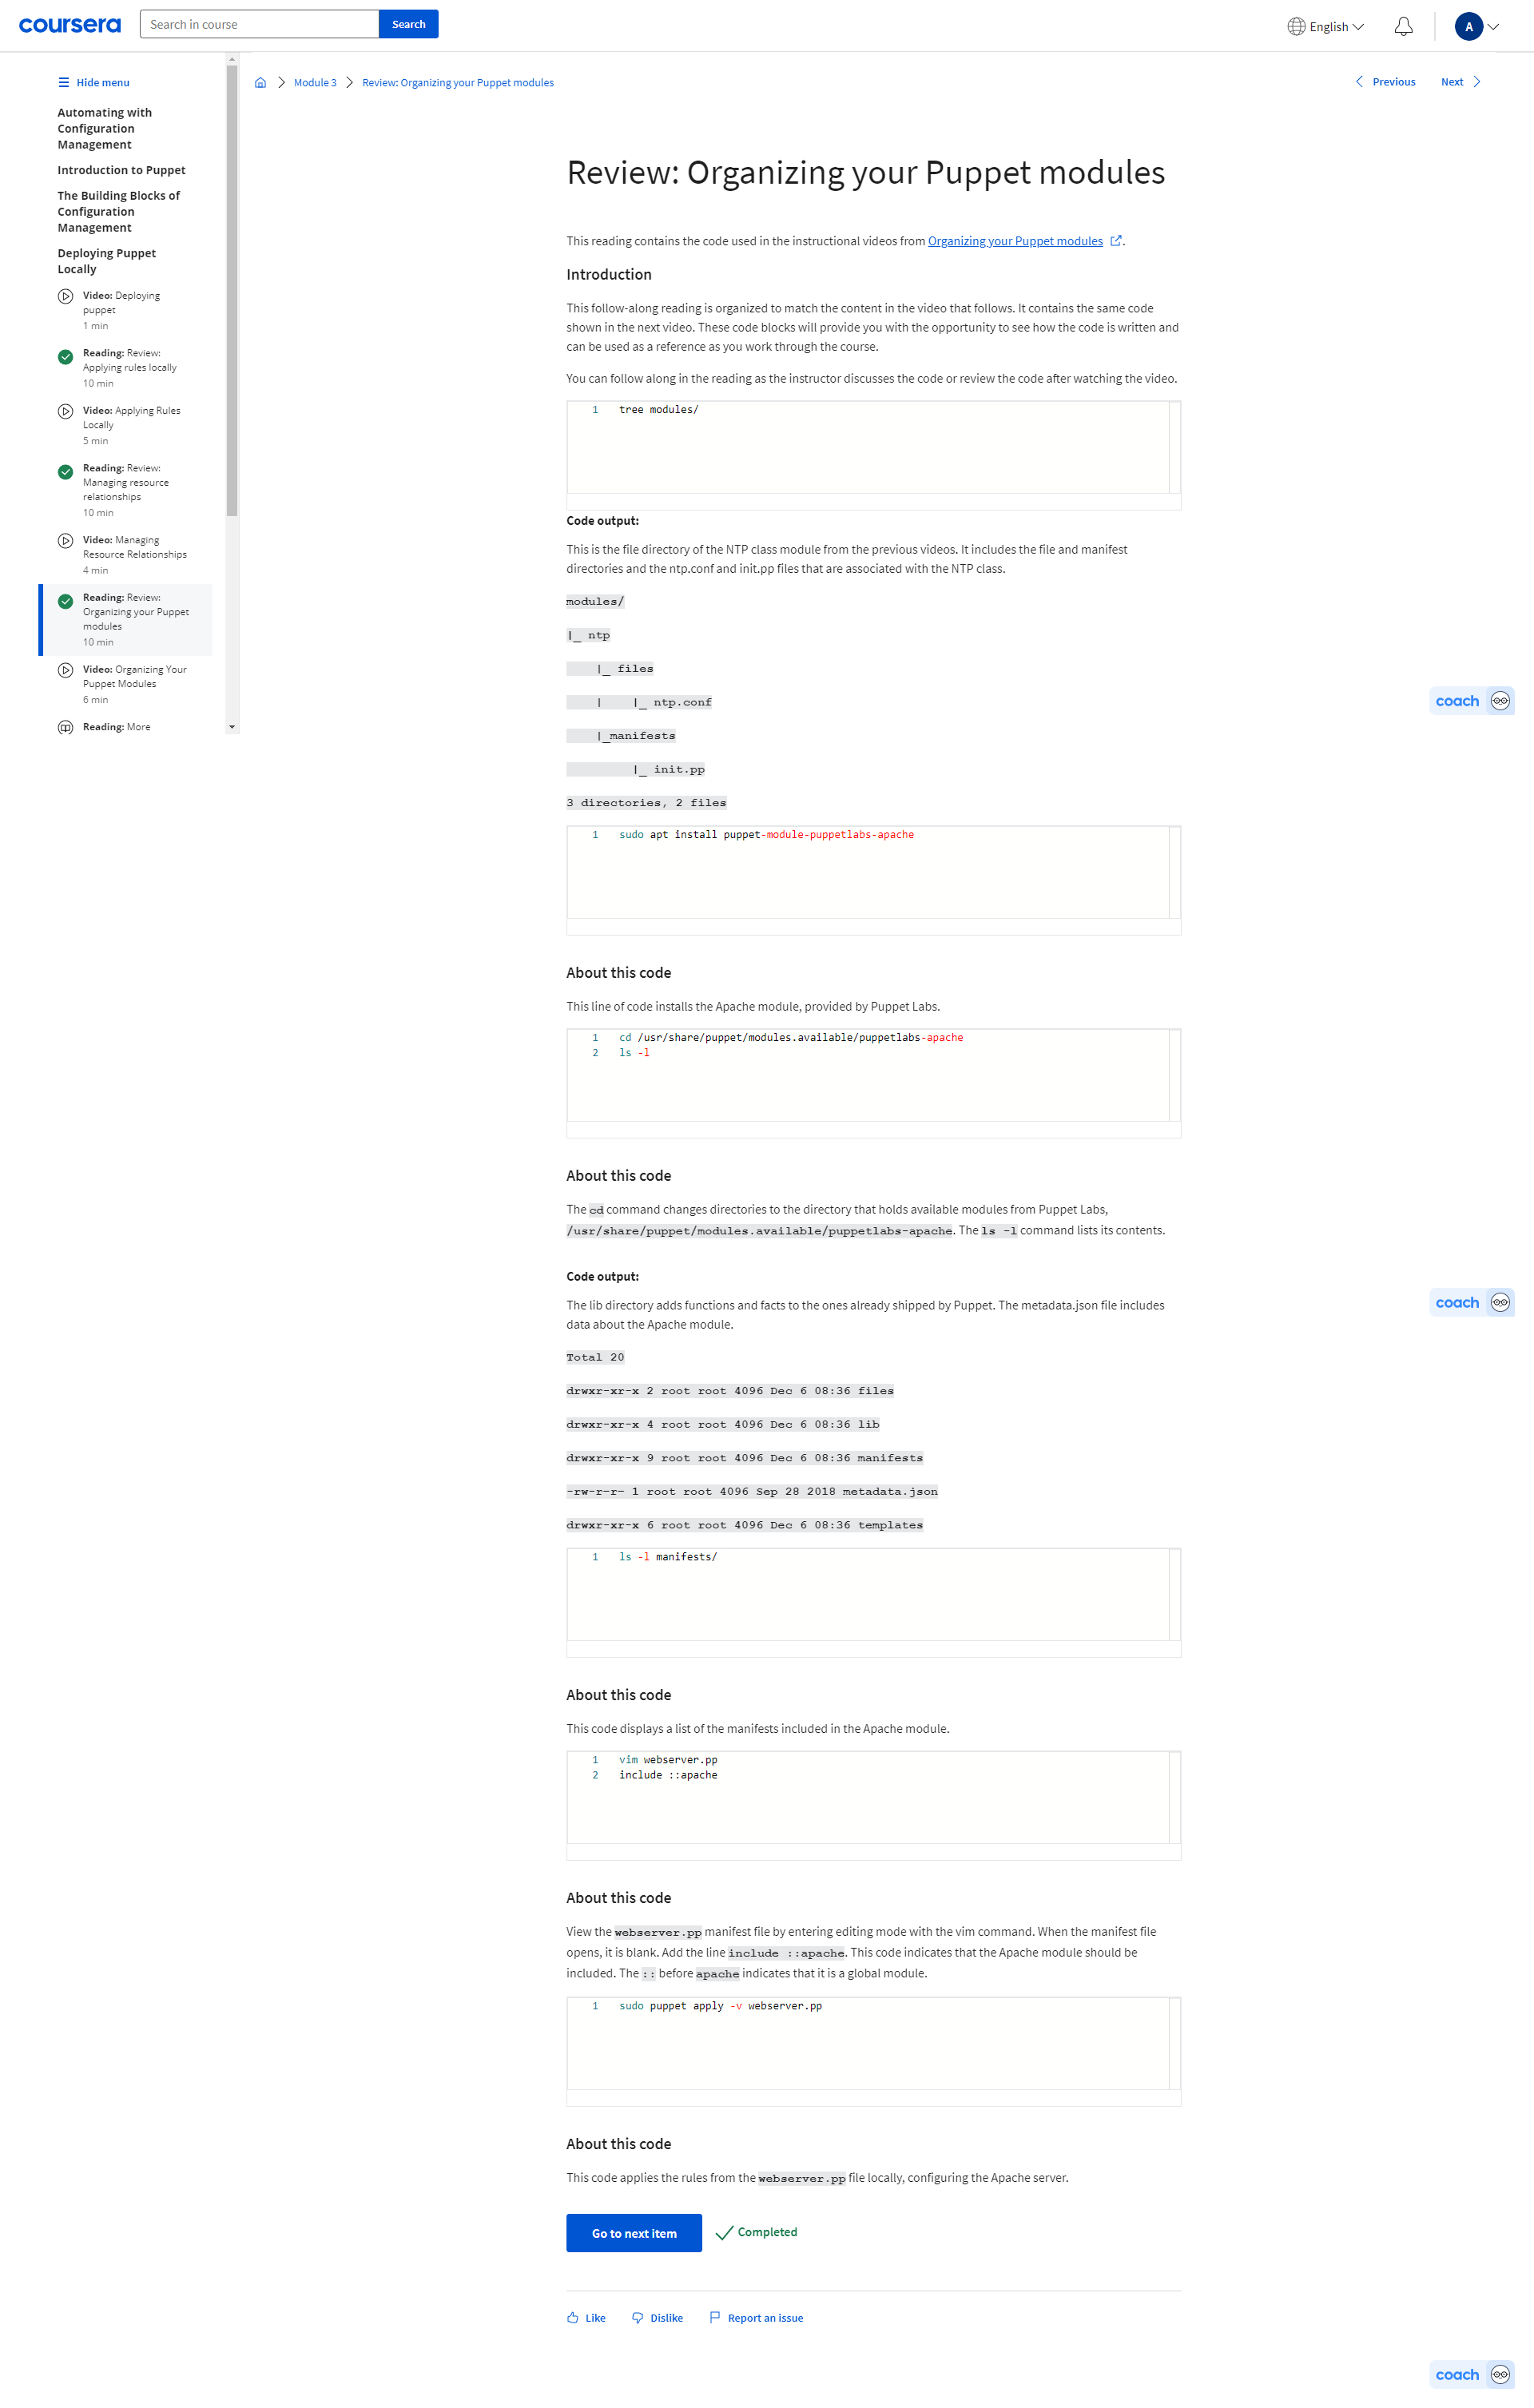 coursera
Search in course
Search
English
A
Hide menu
Automating with
Configuration
Management
Introduction to Puppet
The Building Blocks of
Configuration
Management
Deploying Puppet
Locally
Video: Deploying
puppet
1 min
Reading: Review:
Applying rules locally
10 min
Video: Applying Rules
Locally
5 min
Reading: Review:
Managing resource
relationships
10 min
Video: Managing
Resource Relationships
4 min
Reading: Review:
Organizing your Puppet
modules
10 min
Video: Organizing Your
Puppet Modules
6 min
Reading: More
Module 3
Review: Organizing your Puppet modules
Previous
Next
Review: Organizing your Puppet modules
This reading contains the code used in the instructional videos from Organizing your Puppet modules.
Introduction
This follow-along reading is organized to match the content in the video that follows. It contains the same code
shown in the next video. These code blocks will provide you with the opportunity to see how the code is written and
can be used as a reference as you work through the course.
You can follow along in the reading as the instructor discusses the code or review the code after watching the video.
1 tree modules/
Code output:
This is the file directory of the NTP class module from the previous videos. It includes the file and manifest
directories and the ntp.conf and init.pp files that are associated with the NTP class.
modules/
|_ ntp
    |_ files
    |    |_ ntp.conf
    |_manifests
         |_ init.pp
3 directories, 2 files
1 sudo apt install puppet-module-puppetlabs-apache
About this code
This line of code installs the Apache module, provided by Puppet Labs.
1 cd /usr/share/puppet/modules.available/puppetlabs-apache
2 ls -l
About this code
The cd command changes directories to the directory that holds available modules from Puppet Labs,
/usr/share/puppet/modules.available/puppetlabs-apache. The ls -l command lists its contents.
Code output:
The lib directory adds functions and facts to the ones already shipped by Puppet. The metadata.json file includes
data about the Apache module.
Total 20
drwxr-xr-x 2 root root 4096 Dec 6 08:36 files
drwxr-xr-x 4 root root 4096 Dec 6 08:36 lib
drwxr-xr-x 9 root root 4096 Dec 6 08:36 manifests
-rw-r-r- 1 root root 4096 Sep 28 2018 metadata.json
drwxr-xr-x 6 root root 4096 Dec 6 08:36 templates
1 ls -l manifests/
About this code
This code displays a list of the manifests included in the Apache module.
1 vim webserver.pp
2 include ::apache
About this code
View the webserver.pp manifest file by entering editing mode with the vim command. When the manifest file
opens, it is blank. Add the line include ::apache. This code indicates that the Apache module should be
included. The :: before apache indicates that it is a global module.
1 sudo puppet apply -v webserver.pp
About this code
This code applies the rules from the webserver.pp file locally, configuring the Apache server.
Go to next item
Completed
Like
Dislike
Report an issue
coach
coach
coach